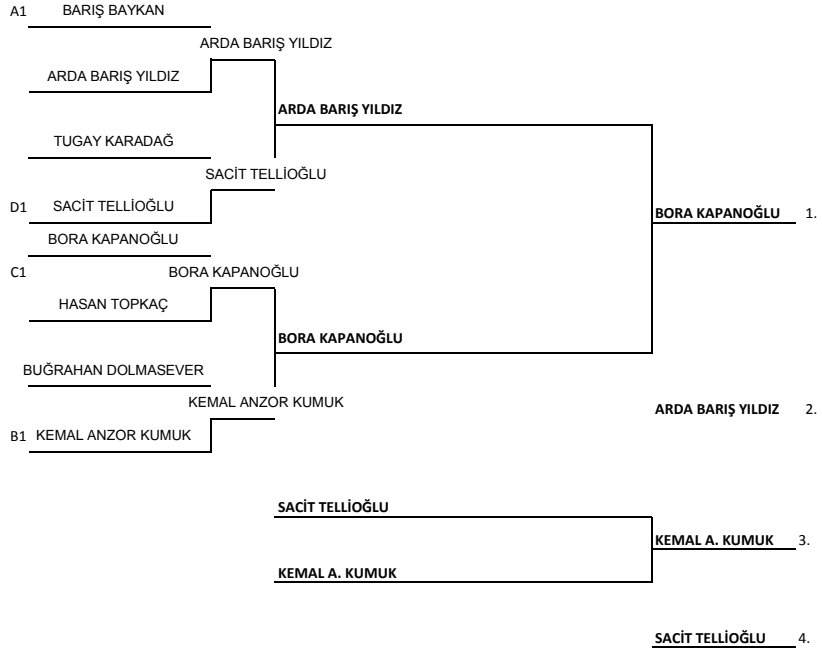 A1 BARIŞ BAYKAN
ARDA BARIŞ YILDIZ
ARDA BARIŞ YILDIZ
ARDA BARIŞ YILDIZ
TUGAY KARADAĞ
SACİT TELLİOĞLU
D1 SACİT TELLİOĞLU
BORA KAPANOĞLU 1.
BORA KAPANOĞLU
C1 BORA KAPANOĞLU
HASAN TOPKAÇ
BORA KAPANOĞLU
BUĞRAHAN DOLMASEVER
KEMAL ANZOR KUMUK
ARDA BARIŞ YILDIZ 2.
B1 KEMAL ANZOR KUMUK
SACİT TELLİOĞLU
KEMAL A. KUMUK 3.
KEMAL A. KUMUK
SACİT TELLİOĞLU 4.